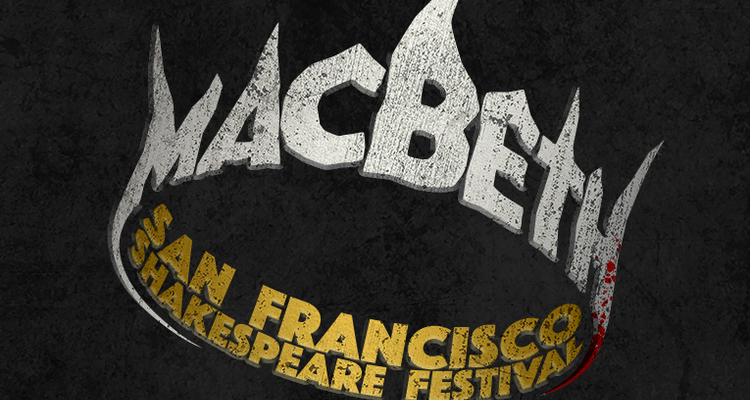 MACBETH
SAN FRANCISCO
SHAKESPEARE FESTIVAL